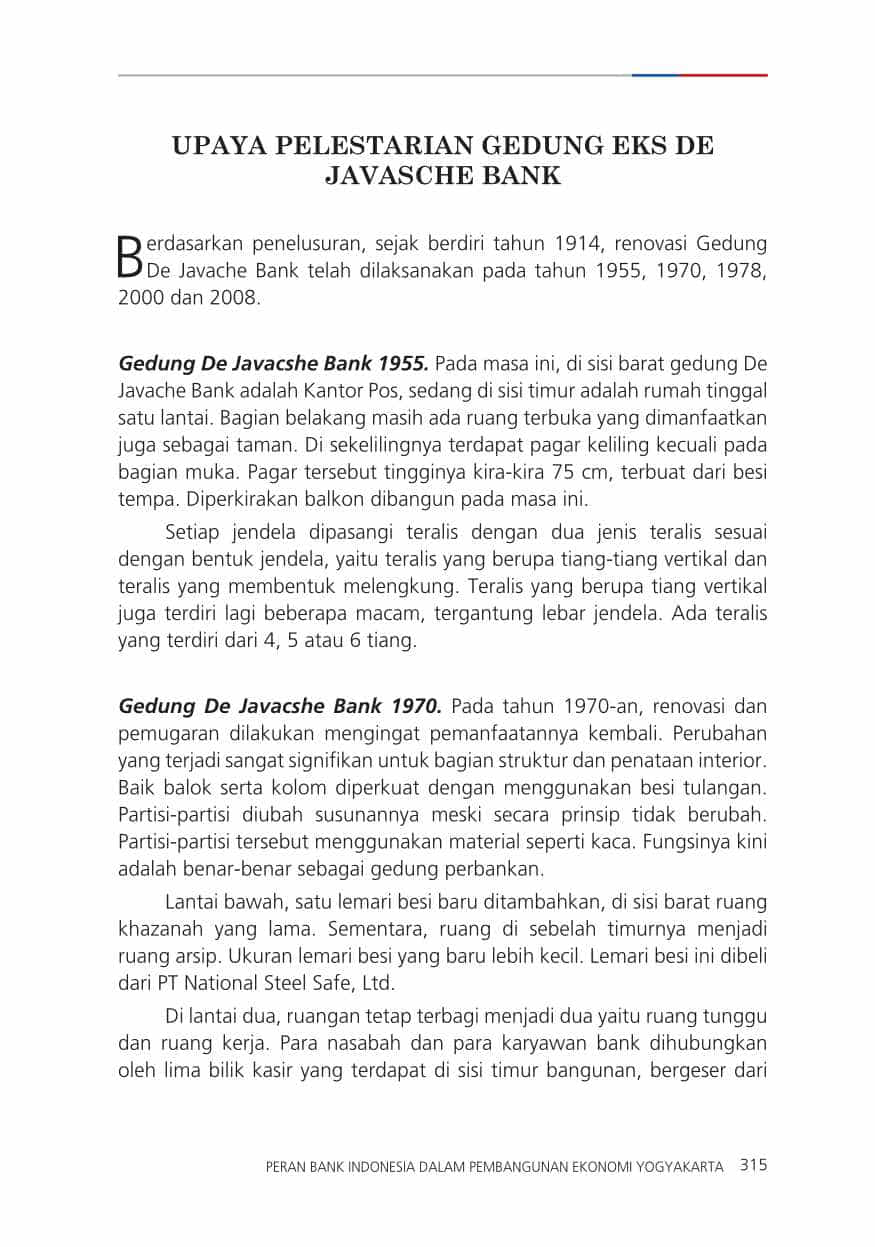 UPAYA PELESTARIAN GEDUNG EKS DE
JAVASCHE BANK
Berdasarkan penelusuran, sejak berdiri tahun 1914, renovasi Gedung
De Javache Bank telah dilaksanakan pada tahun 1955, 1970, 1978,
2000 dan 2008.
Gedung De Javacshe Bank 1955. Pada masa ini, di sisi barat gedung De
Javache Bank adalah Kantor Pos, sedang di sisi timur adalah rumah tinggal
satu lantai. Bagian belakang masih ada ruang terbuka yang dimanfaatkan
juga sebagai taman. Di sekelilingnya terdapat pagar keliling kecuali pada
bagian muka. Pagar tersebut tingginya kira-kira 75 cm, terbuat dari besi
tempa. Diperkirakan balkon dibangun pada masa ini.
Setiap jendela dipasangi teralis dengan dua jenis teralis sesuai
dengan bentuk jendela, yaitu teralis yang berupa tiang-tiang vertikal dan
teralis yang membentuk melengkung. Teralis yang berupa tiang vertikal
juga terdiri lagi beberapa macam, tergantung lebar jendela. Ada teralis
yang terdiri dari 4, 5 atau 6 tiang.
Gedung De Javacshe Bank 1970. Pada tahun 1970-an, renovasi dan
pemugaran dilakukan mengingat pemanfaatannya kembali. Perubahan
yang terjadi sangat signifikan untuk bagian struktur dan penataan interior.
Baik balok serta kolom diperkuat dengan menggunakan besi tulangan.
Partisi-partisi diubah susunannya meski secara prinsip tidak berubah.
Partisi-partisi tersebut menggunakan material seperti kaca. Fungsinya kini
adalah benar-benar sebagai gedung perbankan.
Lantai bawah, satu lemari besi baru ditambahkan, di sisi barat ruang
khazanah yang lama. Sementara, ruang di sebelah timurnya menjadi
ruang arsip. Ukuran lemari besi yang baru lebih kecil. Lemari besi ini dibeli
dari PT National Steel Safe, Ltd.
Di lantai dua, ruangan tetap terbagi menjadi dua yaitu ruang tunggu
dan ruang kerja. Para nasabah dan para karyawan bank dihubungkan
oleh lima bilik kasir yang terdapat di sisi timur bangunan, bergeser dari
PERAN BANK INDONESIA DALAM PEMBANGUNAN EKONOMI YOGYAKARTA 315